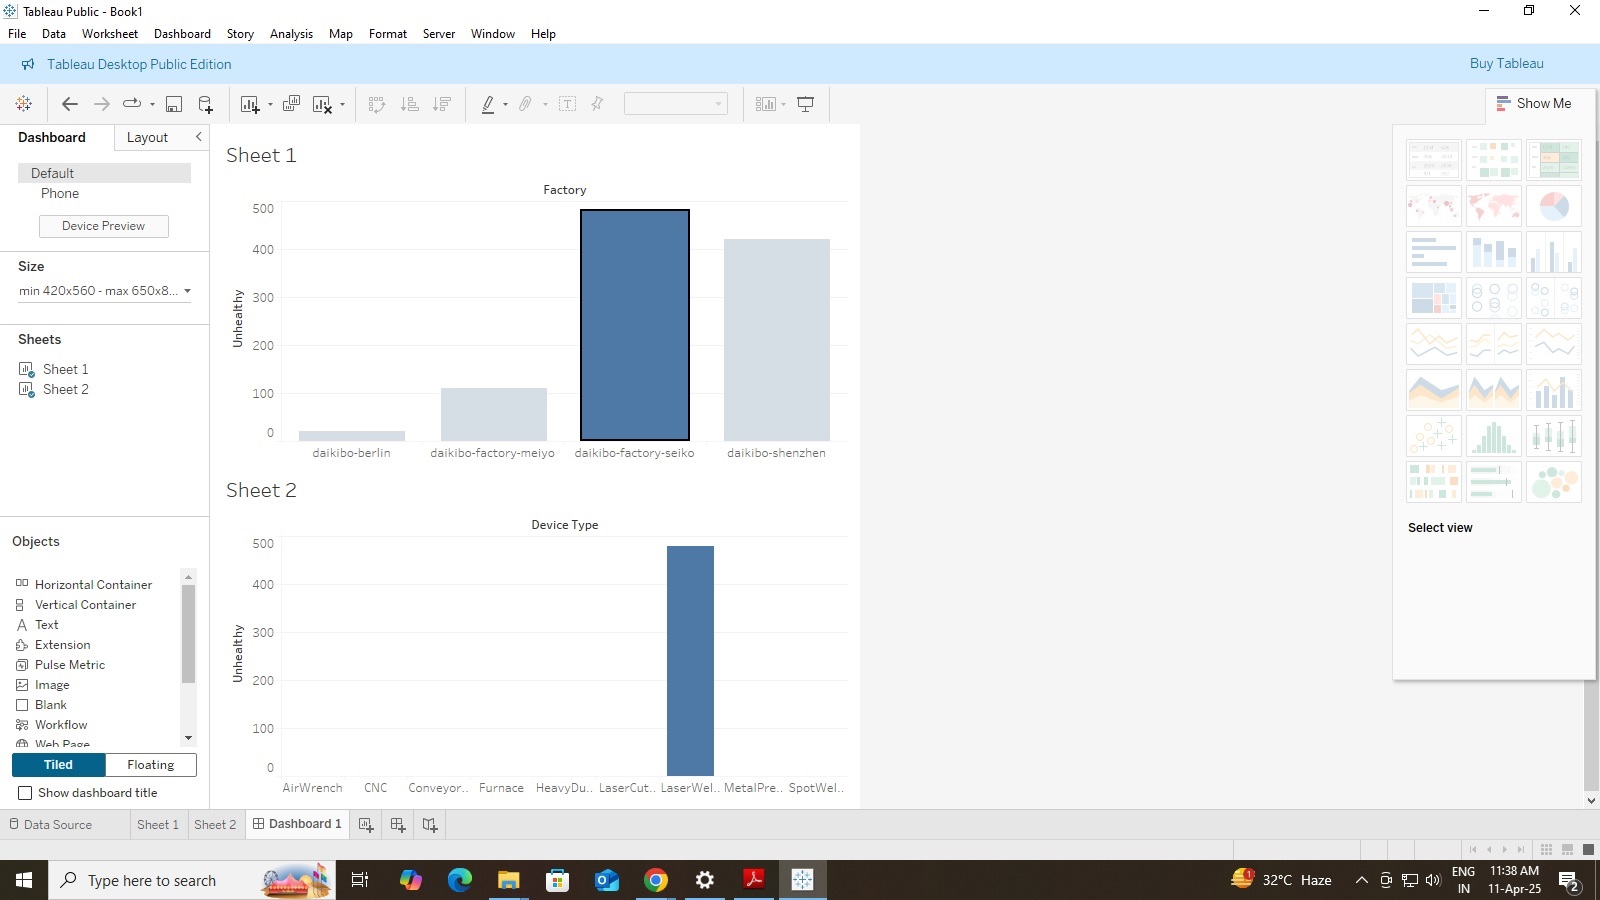 Tableau Public - Book1
File Data Worksheet Dashboard Story Analysis Map Format Server Window Help
Tableau Desktop Public Edition
Buy Tableau
Show Me
Dashboard Layout
Default
Phone
Device Preview
Size
min 420x560 - max 650x8...
Sheets
Sheet 1
Sheet 2
Objects
Horizontal Container
Vertical Container
Text
Extension
Pulse Metric
Image
Blank
Workflow
Web Page
Tiled Floating
Show dashboard title
Sheet 1
Factory
Unhealthy
500
400
300
200
100
0
daikibo-berlin daikibo-factory-meiyo daikibo-factory-seiko daikibo-shenzhen
Sheet 2
Device Type
Unhealthy
500
400
300
200
100
0
AirWrench CNC Conveyor.. Furnace HeavyDu.. LaserCut.. LaserWel.. MetalPre.. SpotWel..
Select view
Data Source Sheet 1 Sheet 2 Dashboard 1
Type here to search
1
32°C Haze
ENG
IN
11:38 AM
11-Apr-25
2